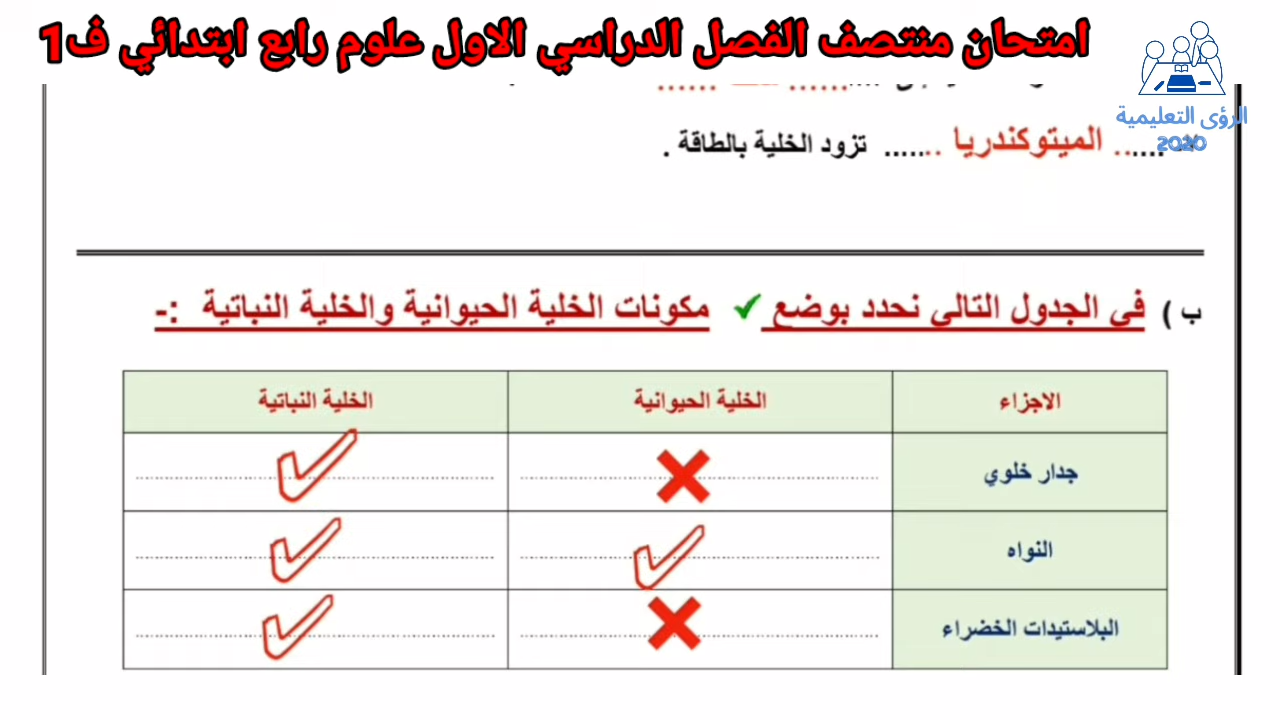 امتحان منتصف الفصل الدراسي الاول علوم رابع ابتدائي ف1
الرؤى التعليمية
2020
..... الميتوكندريا ...... تزود الخلية بالطاقة .
ب ) في الجدول التالي نحدد بوضع ✔ مكونات الخلية الحيوانية والخلية النباتية :-
الاجزاء الخلية الحيوانية الخلية النباتية
جدار خلوي ✖ ✔
النواه ✔ ✔
البلاستيدات الخضراء ✖ ✔